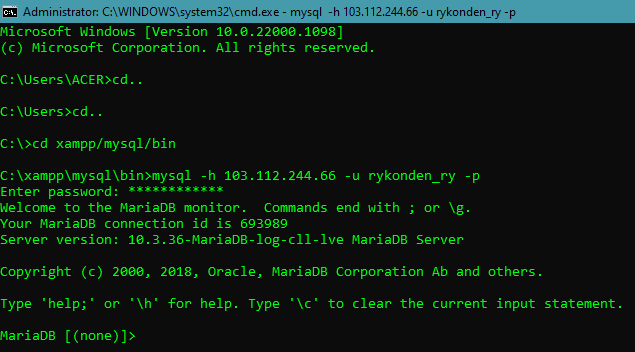 Administrator: C:\WINDOWS\system32\cmd.exe - mysql -h 103.112.244.66 -u rykonden_ry -p
Microsoft Windows [Version 10.0.22000.1098]
(c) Microsoft Corporation. All rights reserved.
C:\Users\ACER>cd..
C:\Users>cd..
C:\>cd xampp/mysql/bin
C:\xampp\mysql\bin>mysql -h 103.112.244.66 -u rykonden_ry -p
Enter password: ************
Welcome to the MariaDB monitor.  Commands end with ; or \g.
Your MariaDB connection id is 693989
Server version: 10.3.36-MariaDB-log-cll-lve MariaDB Server
Copyright (c) 2000, 2018, Oracle, MariaDB Corporation Ab and others.
Type 'help;' or '\h' for help. Type '\c' to clear the current input statement.
MariaDB [(none)]>